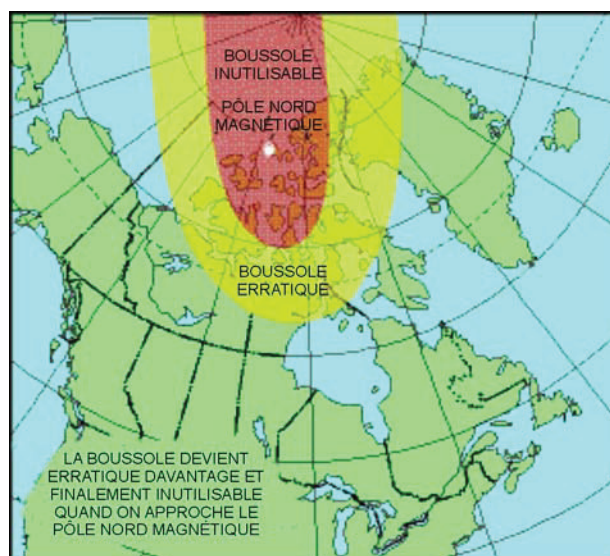 BOUSSOLE
INUTILISABLE
PÔLE NORD
MAGNÉTIQUE
BOUSSOLE
ERRATIQUE
LA BOUSSOLE DEVIENT
ERRATIQUE DAVANTAGE ET
FINALEMENT INUTILISABLE
QUAND ON APPROCHE LE
PÔLE NORD MAGNÉTIQUE